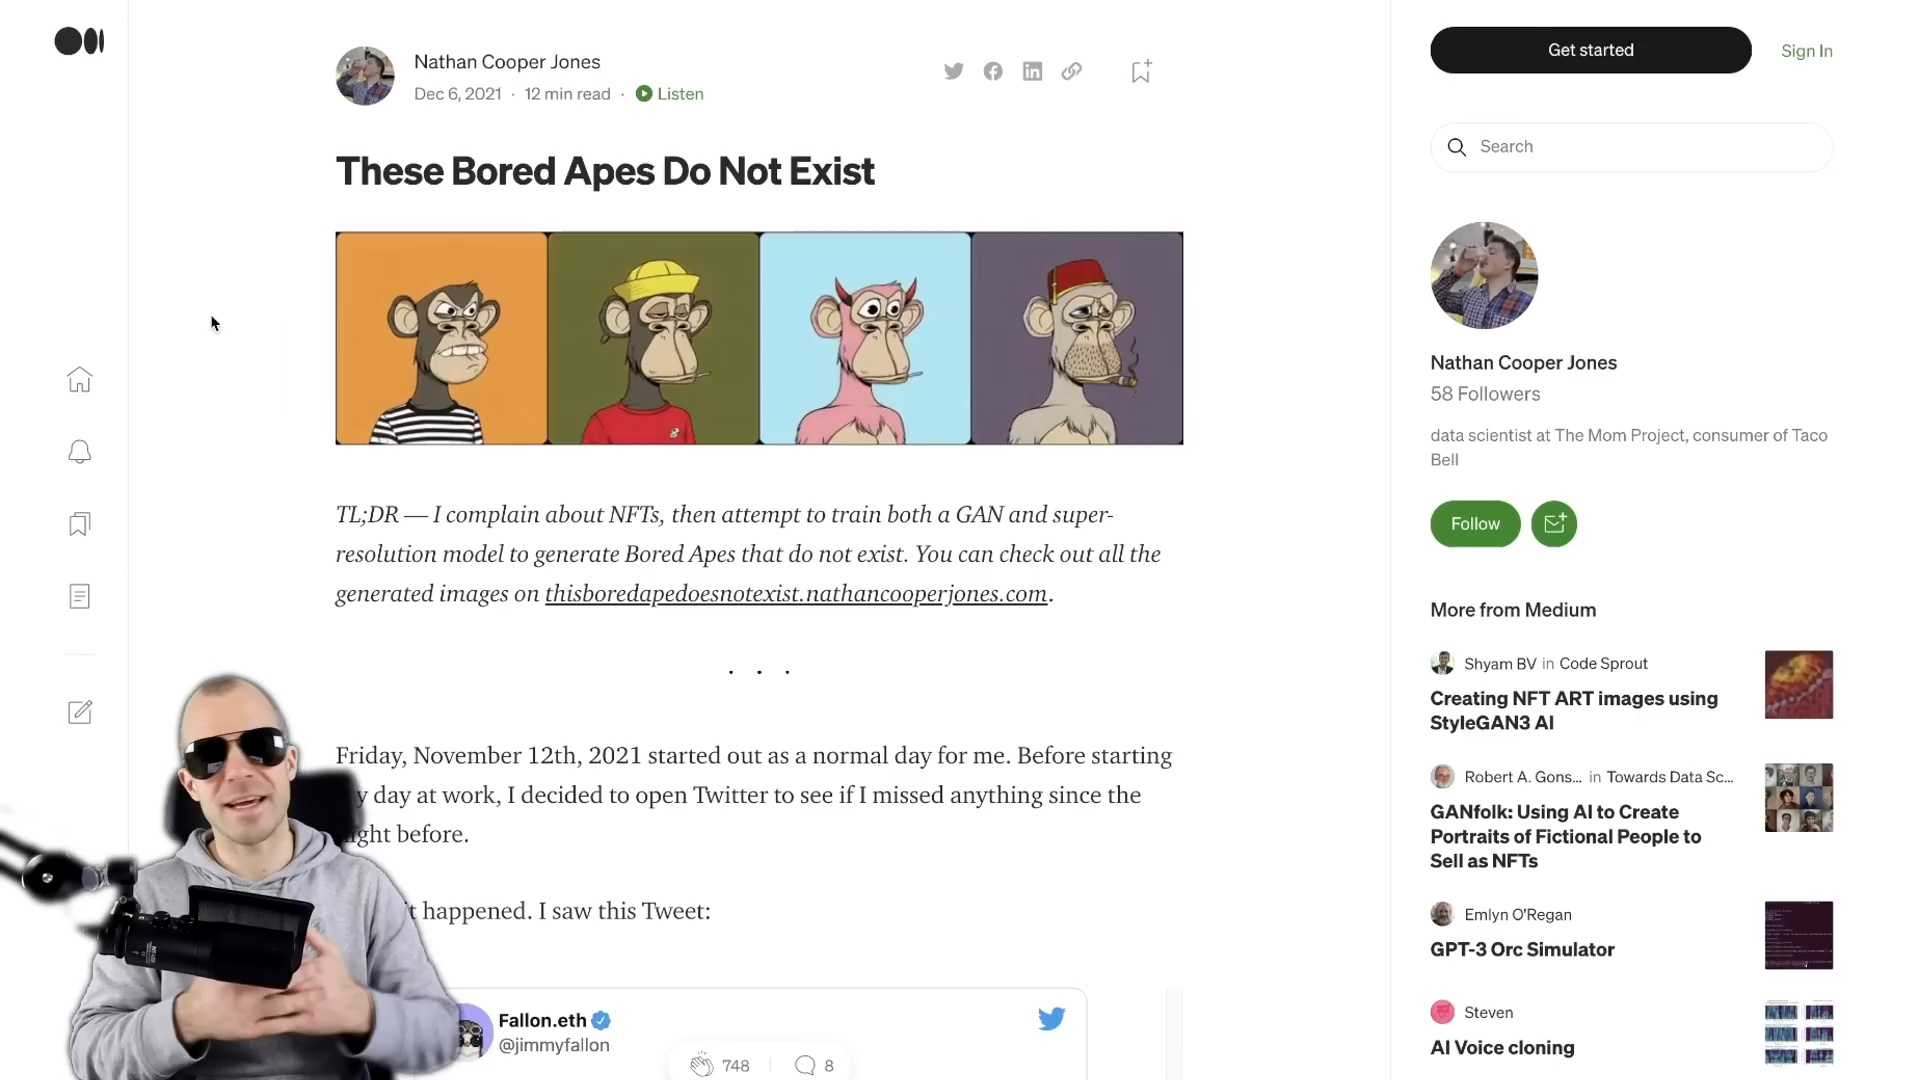 Nathan Cooper Jones
Dec 6, 2021 · 12 min read · Listen
These Bored Apes Do Not Exist
TL;DR — I complain about NFTs, then attempt to train both a GAN and super-
resolution model to generate Bored Apes that do not exist. You can check out all the
generated images on thisboredapedoesnotexist.nathancooperjones.com.
. . .
Friday, November 12th, 2021 started out as a normal day for me. Before starting
day at work, I decided to open Twitter to see if I missed anything since the
before.
happened. I saw this Tweet:
Fallon.eth
@jimmyfallon
748
8
Get started
Sign In
Search
Nathan Cooper Jones
58 Followers
data scientist at The Mom Project, consumer of Taco
Bell
Follow
More from Medium
Shyam BV in Code Sprout
Creating NFT ART images using
StyleGAN3 AI
Robert A. Gons... in Towards Data Sc...
GANfolk: Using AI to Create
Portraits of Fictional People to
Sell as NFTs
Emlyn O'Regan
GPT-3 Orc Simulator
Steven
AI Voice cloning